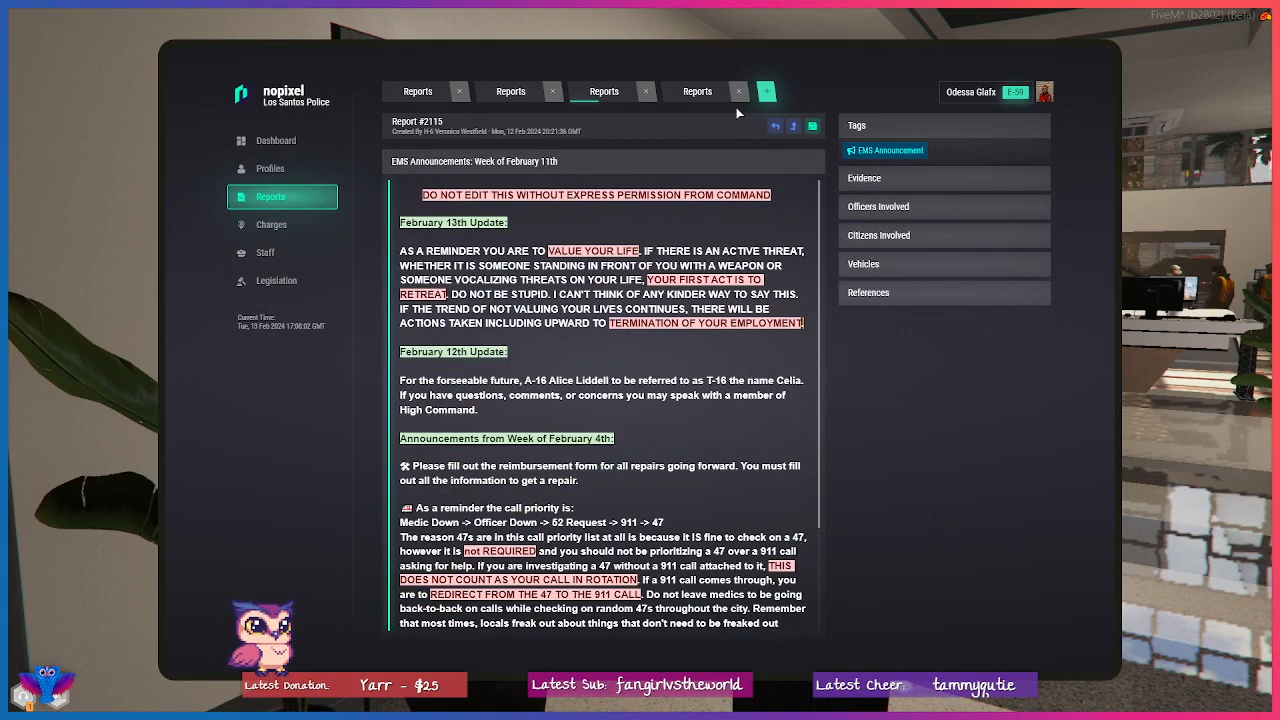 FiveM* (b2802) (Beta)
nopixel
Los Santos Police
Reports
Reports
Reports
Reports
Odessa Glafx E-59
Dashboard
Profiles
Reports
Charges
Staff
Legislation
Current Time:
Tue, 13 Feb 2024 17:08:02 GMT
Report #2115
Created By H-6 Veronica Westfield - Mon, 12 Feb 2024 20:21:36 GMT
EMS Announcements: Week of February 11th
DO NOT EDIT THIS WITHOUT EXPRESS PERMISSION FROM COMMAND
February 13th Update:
AS A REMINDER YOU ARE TO VALUE YOUR LIFE. IF THERE IS AN ACTIVE THREAT,
WHETHER IT IS SOMEONE STANDING IN FRONT OF YOU WITH A WEAPON OR
SOMEONE VOCALIZING THREATS ON YOUR LIFE, YOUR FIRST ACT IS TO
RETREAT. DO NOT BE STUPID. I CAN'T THINK OF ANY KINDER WAY TO SAY THIS.
IF THE TREND OF NOT VALUING YOUR LIVES CONTINUES, THERE WILL BE
ACTIONS TAKEN INCLUDING UPWARD TO TERMINATION OF YOUR EMPLOYMENT.
February 12th Update:
For the forseeable future, A-16 Alice Liddell to be referred to as T-16 the name Celia.
If you have questions, comments, or concerns you may speak with a member of
High Command.
Announcements from Week of February 4th:
🛠 Please fill out the reimbursement form for all repairs going forward. You must fill
out all the information to get a repair.
🚑 As a reminder the call priority is:
Medic Down -> Officer Down -> 52 Request -> 911 -> 47
The reason 47s are in this call priority list at all is because it IS fine to check on a 47,
however it is not REQUIRED and you should not be prioritizing a 47 over a 911 call
asking for help. If you are investigating a 47 without a 911 call attached to it, THIS
DOES NOT COUNT AS YOUR CALL IN ROTATION. If a 911 call comes through, you
are to REDIRECT FROM THE 47 TO THE 911 CALL. Do not leave medics to be going
back-to-back on calls while checking on random 47s throughout the city. Remember
that most times, locals freak out about things that don't need to be freaked out
Tags
EMS Announcement
Evidence
Officers Involved
Citizens Involved
Vehicles
References
Latest Donation: Yarr - $25
Latest Sub: fangirlvstheworld
Latest Cheer: tammyqutie